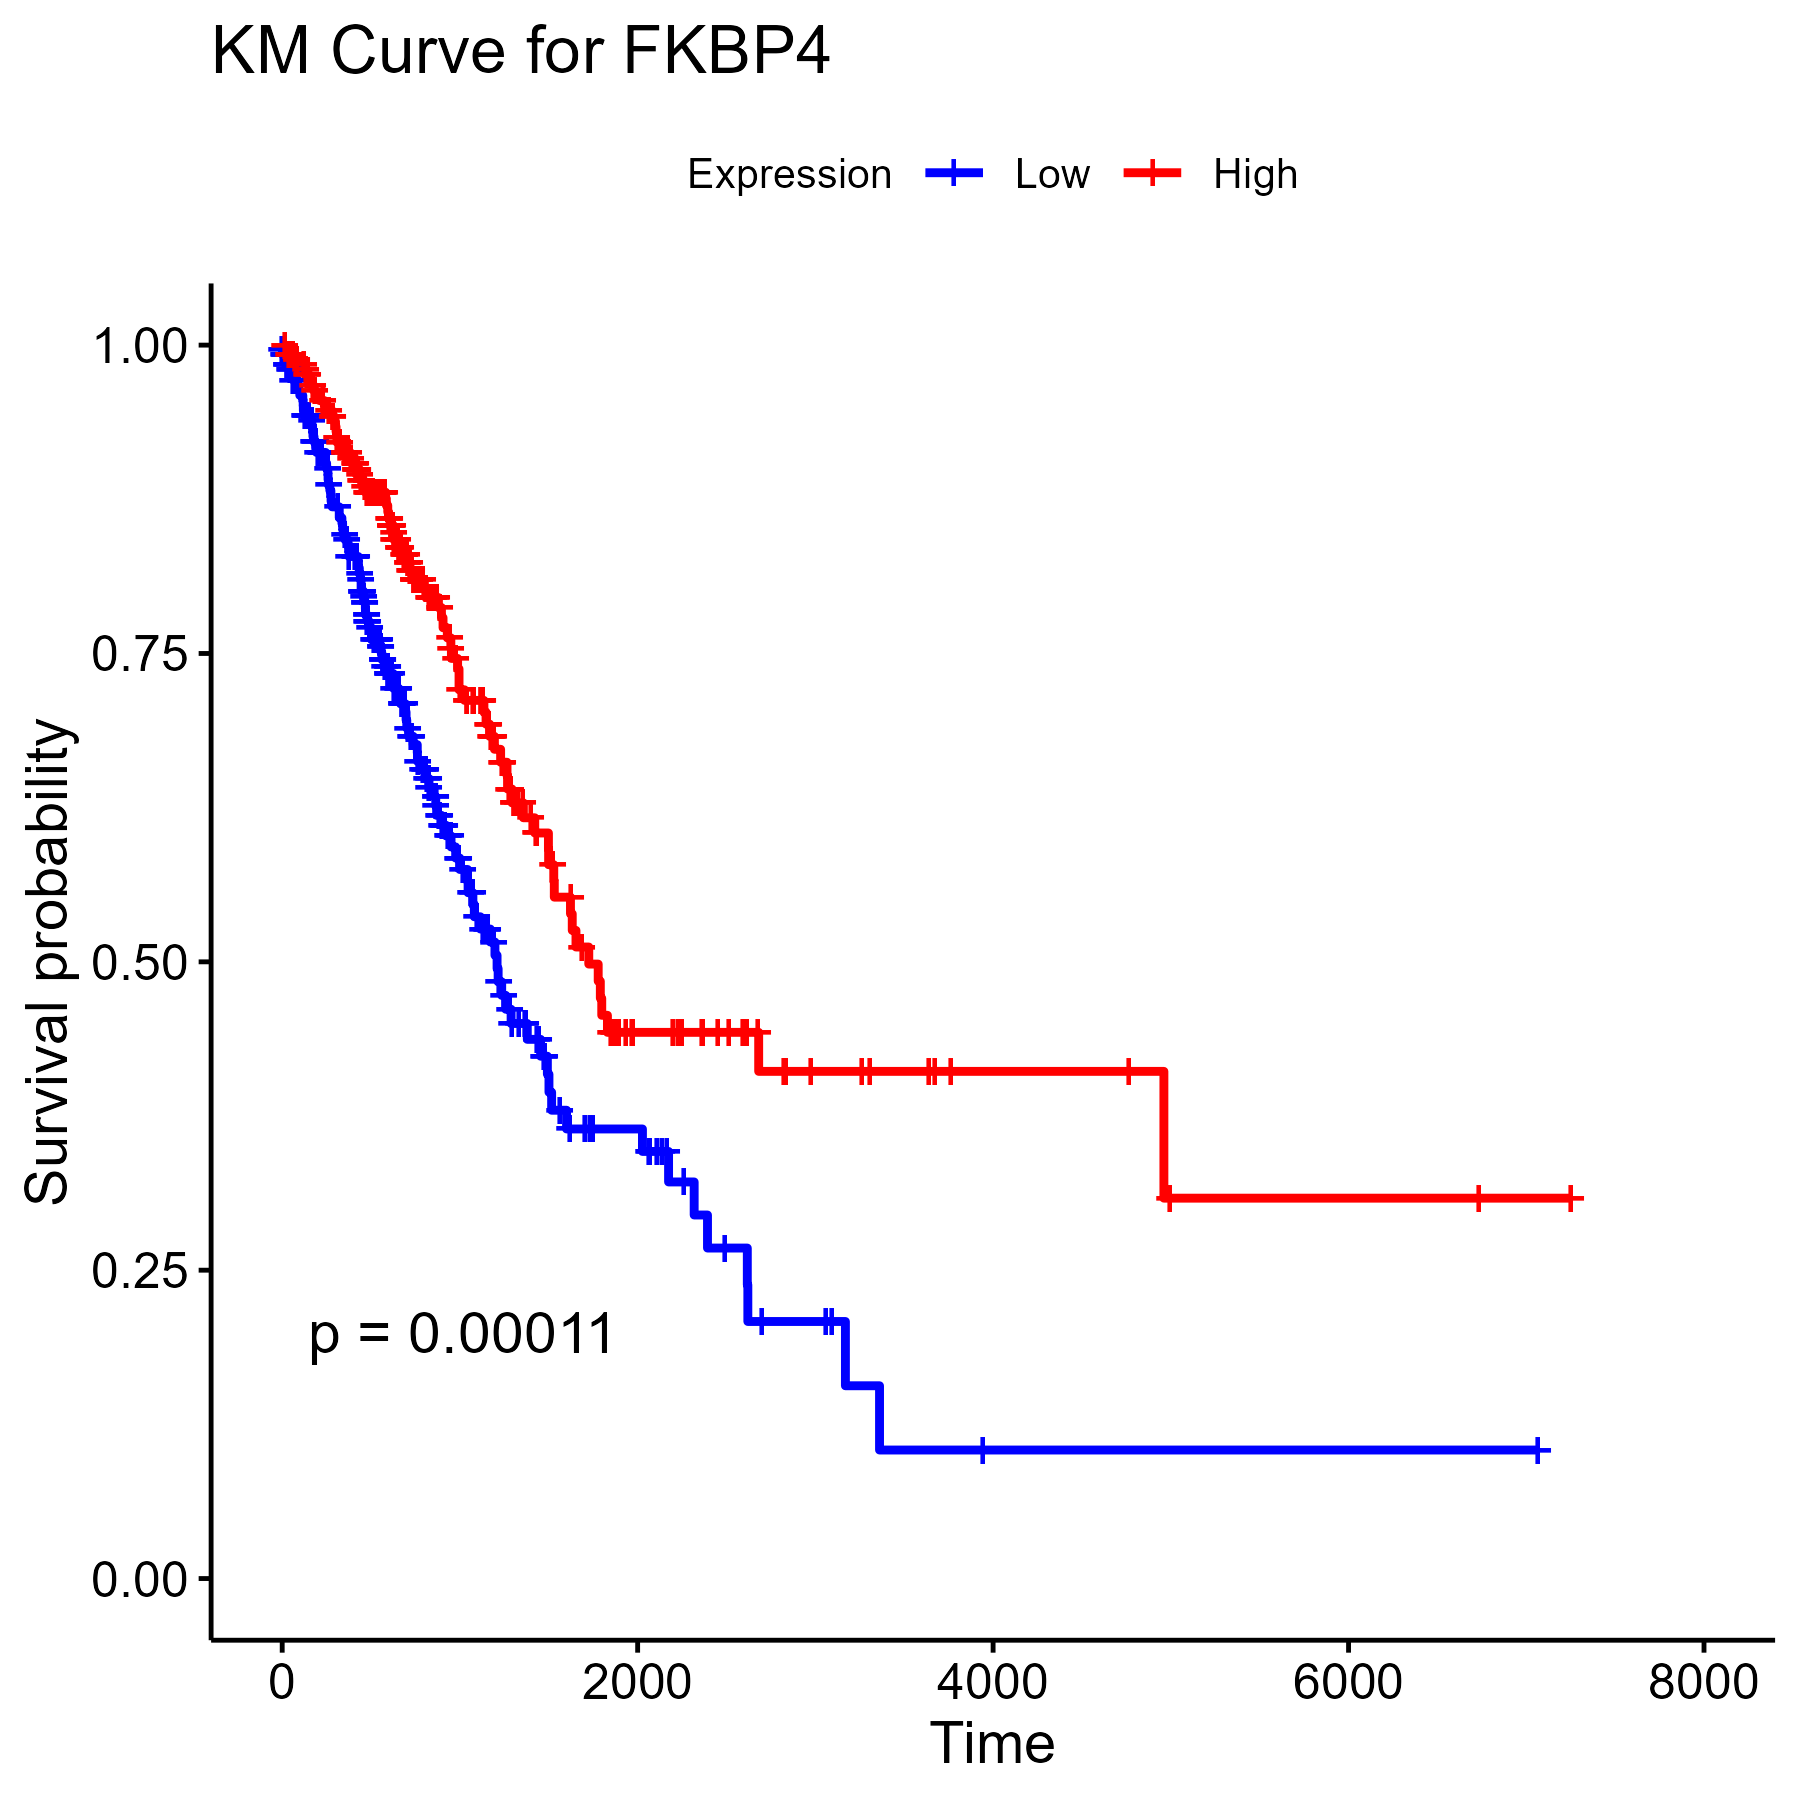 KM Curve for FKBP4
Expression Low High
1.00
0.75
0.50
0.25
0.00
Survival probability
p = 0.00011
0 2000 4000 6000 8000
Time